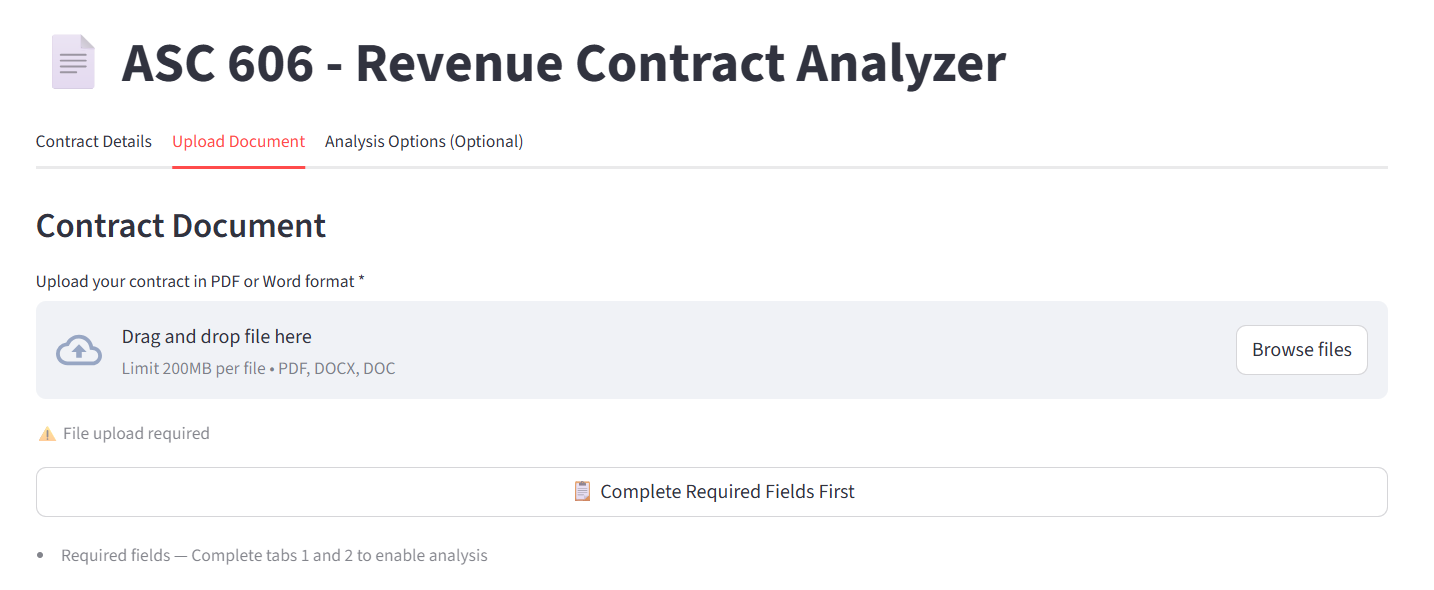 ASC 606 - Revenue Contract Analyzer
Contract Details Upload Document Analysis Options (Optional)
Contract Document
Upload your contract in PDF or Word format *
Drag and drop file here
Limit 200MB per file • PDF, DOCX, DOC
Browse files
File upload required
Complete Required Fields First
• Required fields — Complete tabs 1 and 2 to enable analysis